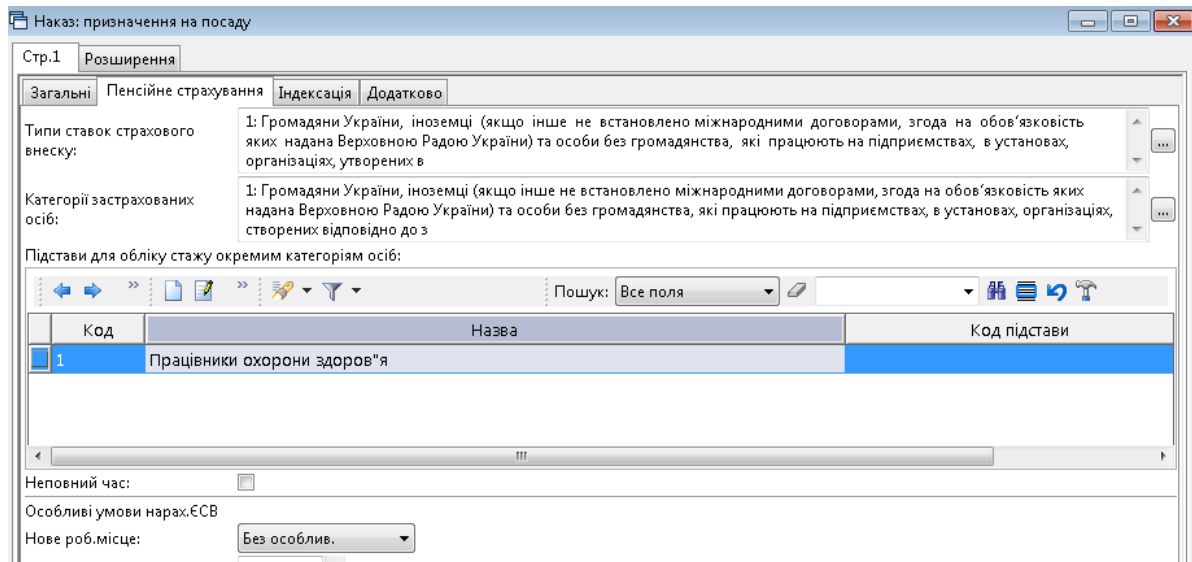 Наказ: призначення на посаду
Стр.1 Розширення
Загальні Пенсійне страхування Індексація Додатково
Типи ставок страхового внеску:
1: Громадяни України, іноземці (якщо інше не встановлено міжнародними договорами, згода на обов‘язковість
яких надана Верховною Радою України) та особи без громадянства, які працюють на підприємствах, в установах,
організаціях, утворених в
...
Категорії застрахованих осіб:
1: Громадяни України, іноземці (якщо інше не встановлено міжнародними договорами, згода на обов‘язковість яких
надана Верховною Радою України) та особи без громадянства, які працюють на підприємствах, в установах, організаціях,
створених відповідно до з
...
Підстави для обліку стажу окремим категоріям осіб:
Пошук: Все поля
Код Назва Код підстави
1 Працівники охорони здоров"я
Неповний час:
Особливі умови нарах.ЄСВ
Нове роб.місце: Без особлив.